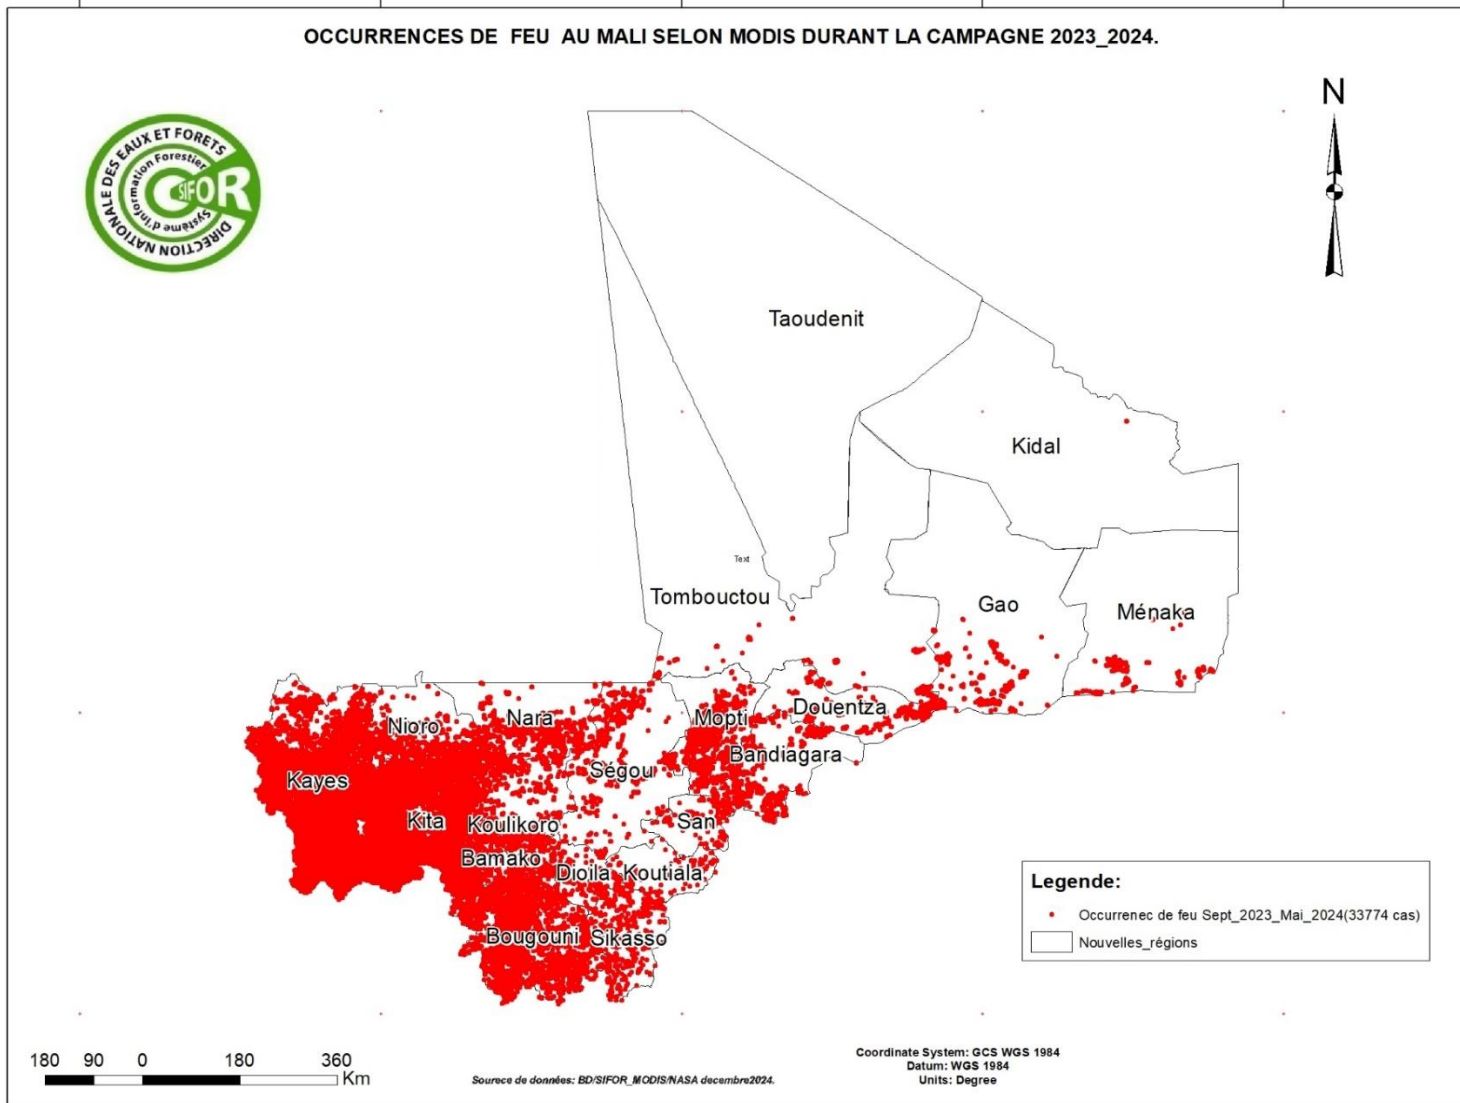 OCCURRENCES DE FEU AU MALI SELON MODIS DURANT LA CAMPAGNE 2023_2024.
N
DIRECTION NATIONALE DES EAUX ET FORETS
Système d'Information Forestier
SIFOR
Taoudenit
Kidal
Text
Tombouctou
Gao
Ménaka
Nioro
Nara
Mopti
Douentza
Bandiagara
Kayes
Ségou
Kita
Koulikoro
San
Bamako
Dioila
Koutiala
Bougouni
Sikasso
Legende:
Occurrenec de feu Sept_2023_Mai_2024(33774 cas)
Nouvelles_régions
180 90 0 180 360
Km
Sourece de données: BD/SIFOR_MODIS/NASA decembre2024.
Coordinate System: GCS WGS 1984
Datum: WGS 1984
Units: Degree